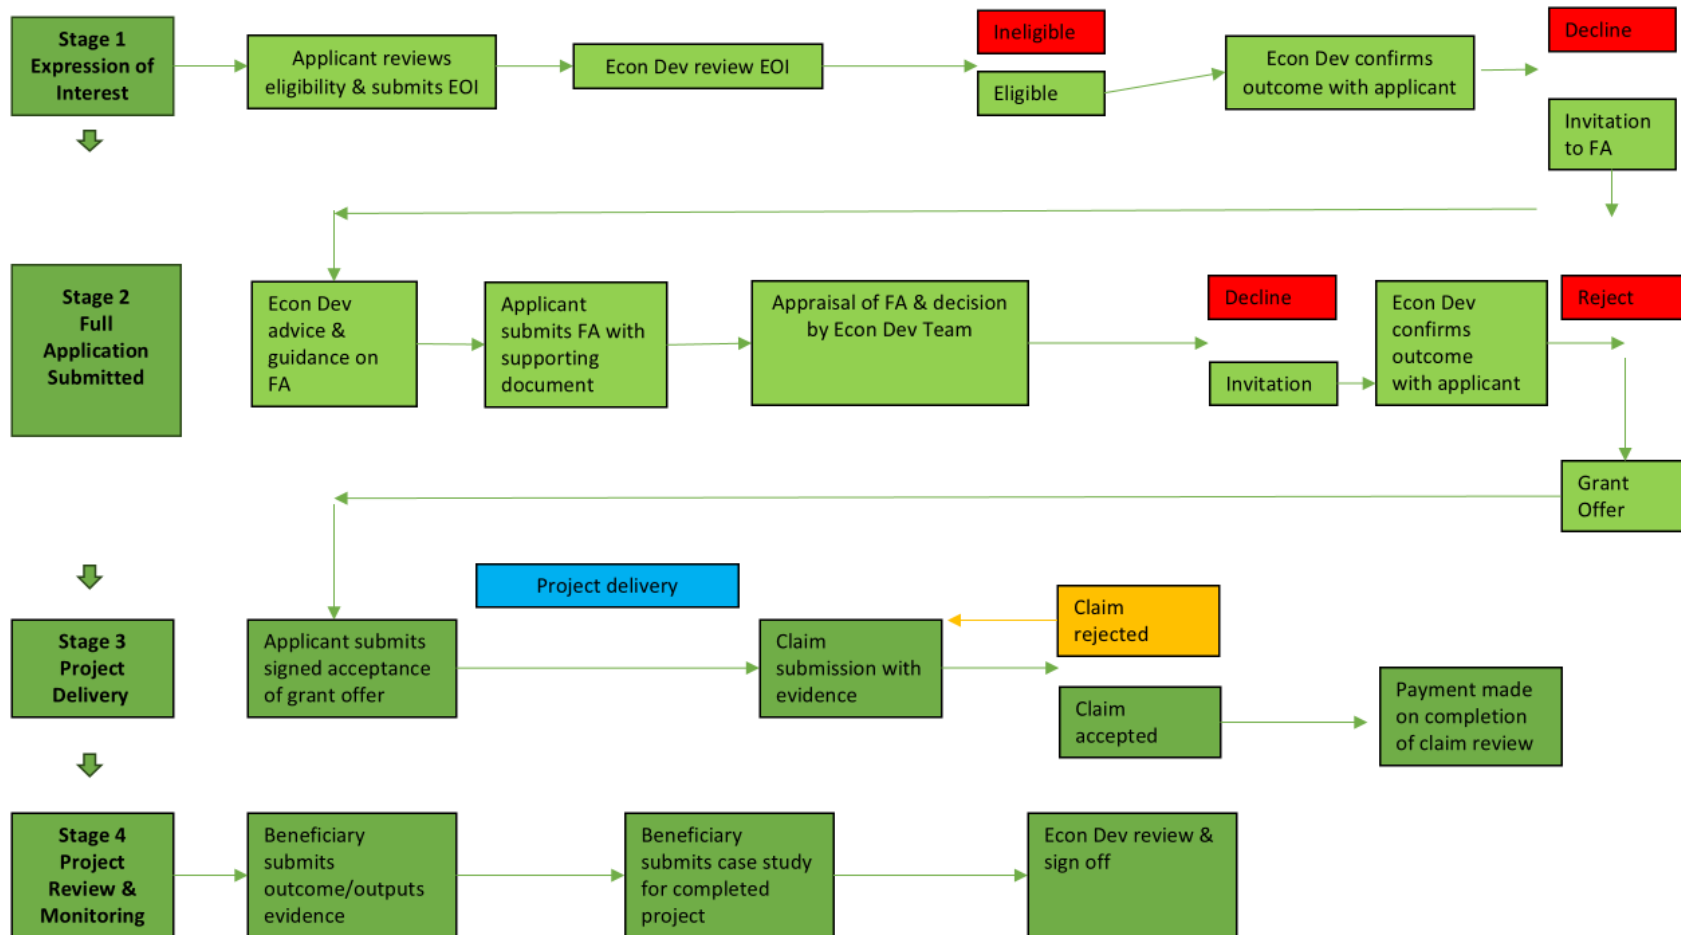 Stage 1
Expression of
Interest
Applicant reviews
eligibility & submits EOI
Econ Dev review EOI
Ineligible
Eligible
Econ Dev confirms
outcome with applicant
Decline
Invitation
to FA
Stage 2
Full
Application
Submitted
Econ Dev
advice &
guidance on
FA
Applicant
submits FA with
supporting
document
Appraisal of FA & decision
by Econ Dev Team
Decline
Invitation
Econ Dev
confirms
outcome
with applicant
Reject
Grant
Offer
Project delivery
Stage 3
Project
Delivery
Applicant submits
signed acceptance
of grant offer
Claim
submission with
evidence
Claim
rejected
Claim
accepted
Payment made
on completion
of claim review
Stage 4
Project
Review &
Monitoring
Beneficiary
submits
outcome/outputs
evidence
Beneficiary
submits case study
for completed
project
Econ Dev review &
sign off